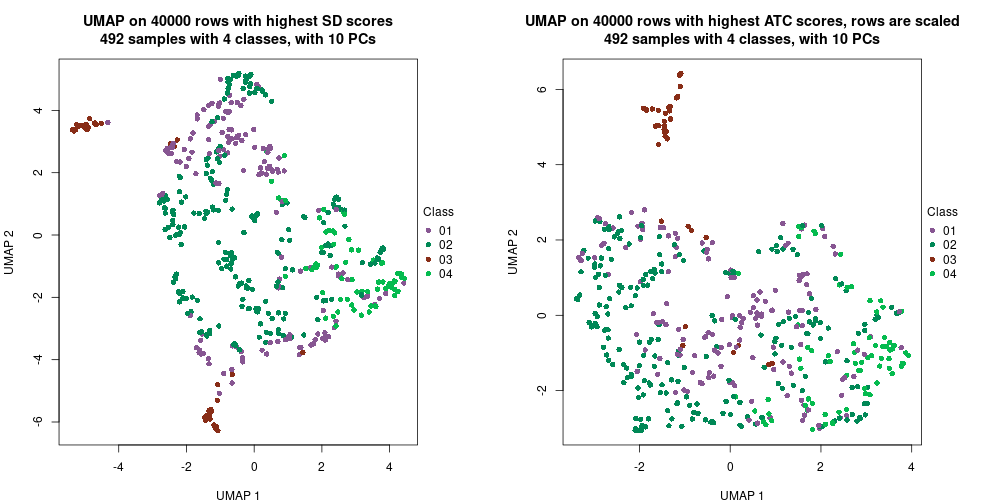 UMAP on 40000 rows with highest SD scores
492 samples with 4 classes, with 10 PCs
4
2
0
-2
-4
-6
UMAP 2
-4
-2
0
2
4
UMAP 1
Class
01
02
03
04
UMAP on 40000 rows with highest ATC scores, rows are scaled
492 samples with 4 classes, with 10 PCs
6
4
2
0
-2
UMAP 2
-2
0
2
4
UMAP 1
Class
01
02
03
04